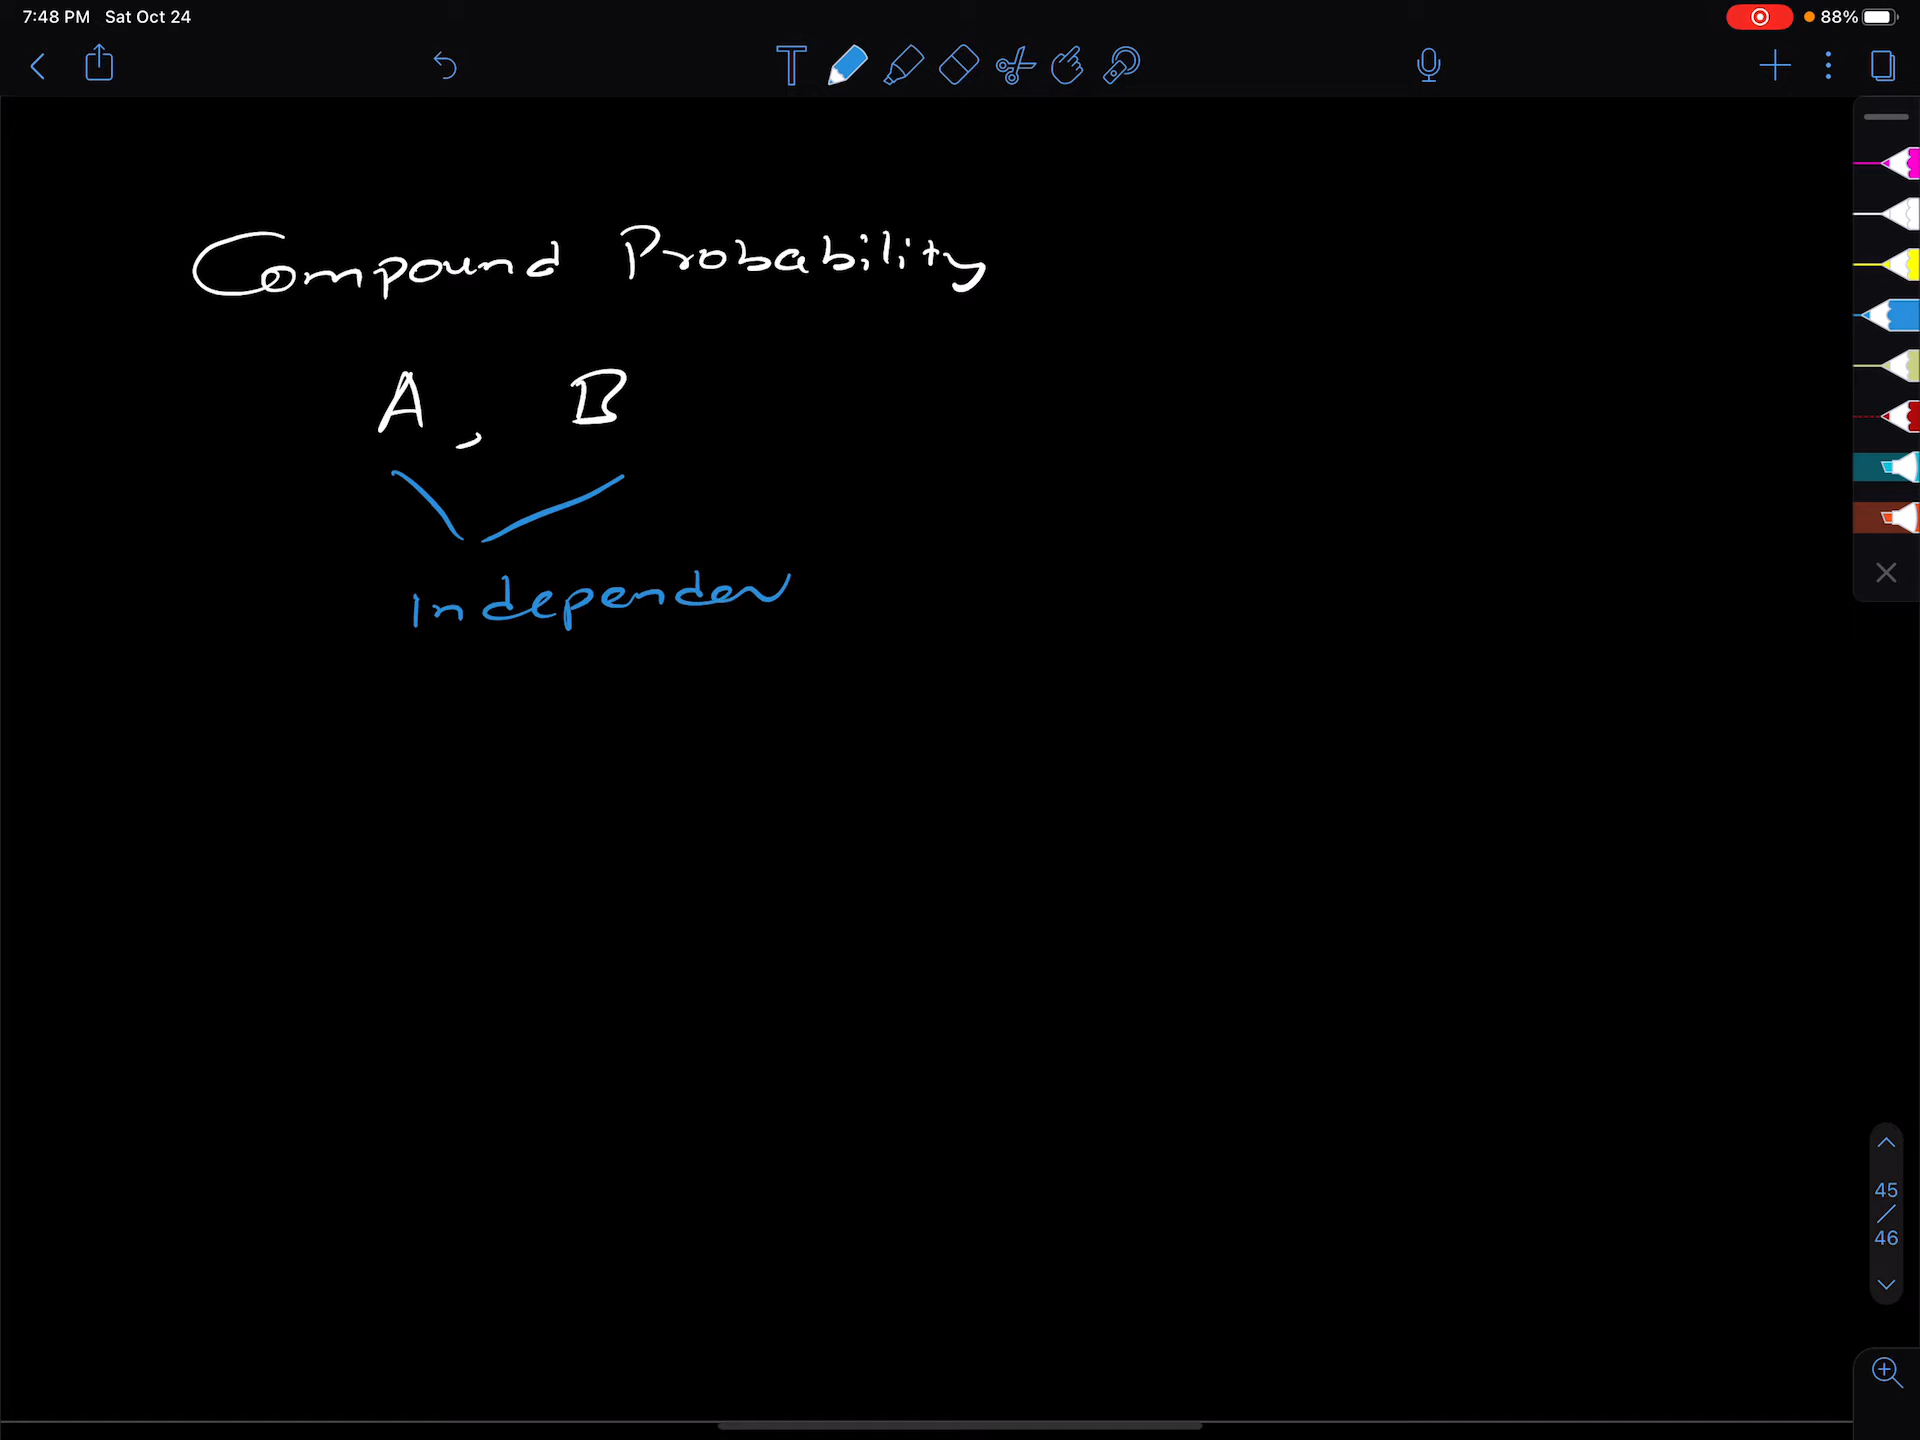 7:48 PM Sat Oct 24
88%
Compound Probability
A , B
independen
45
/
46